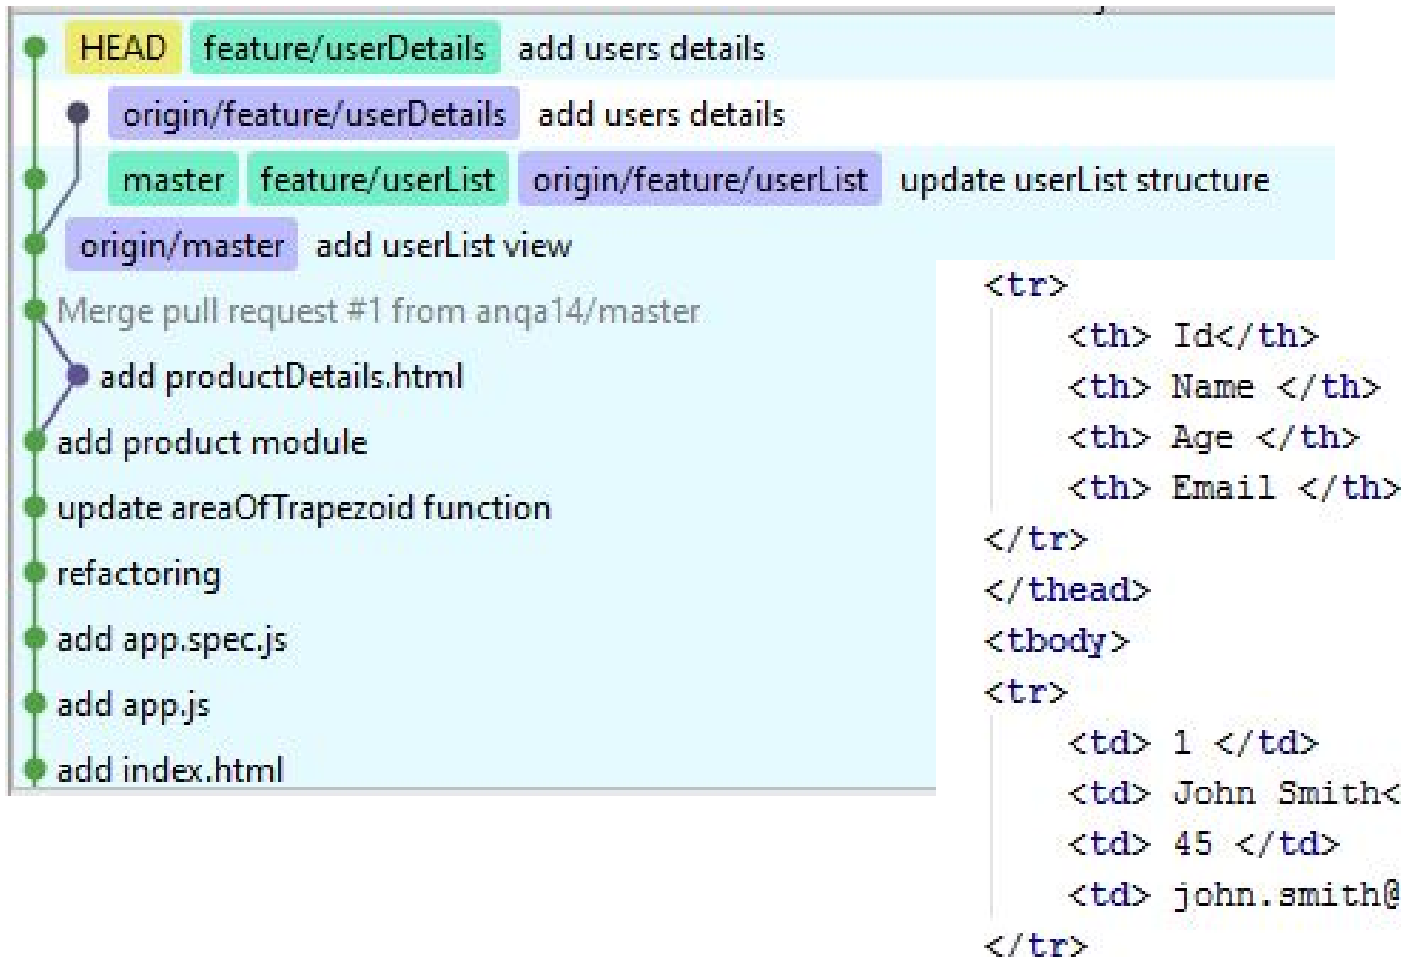 HEAD feature/userDetails add users details
origin/feature/userDetails add users details
master feature/userList origin/feature/userList update userList structure
origin/master add userList view
Merge pull request #1 from anqa14/master
add productDetails.html
add product module
update areaOfTrapezoid function
refactoring
add app.spec.js
add app.js
add index.html
<tr>
<th> Id</th>
<th> Name </th>
<th> Age </th>
<th> Email </th>
</tr>
</thead>
<tbody>
<tr>
<td> 1 </td>
<td> John Smith<
<td> 45 </td>
<td> john.smith@
</tr>